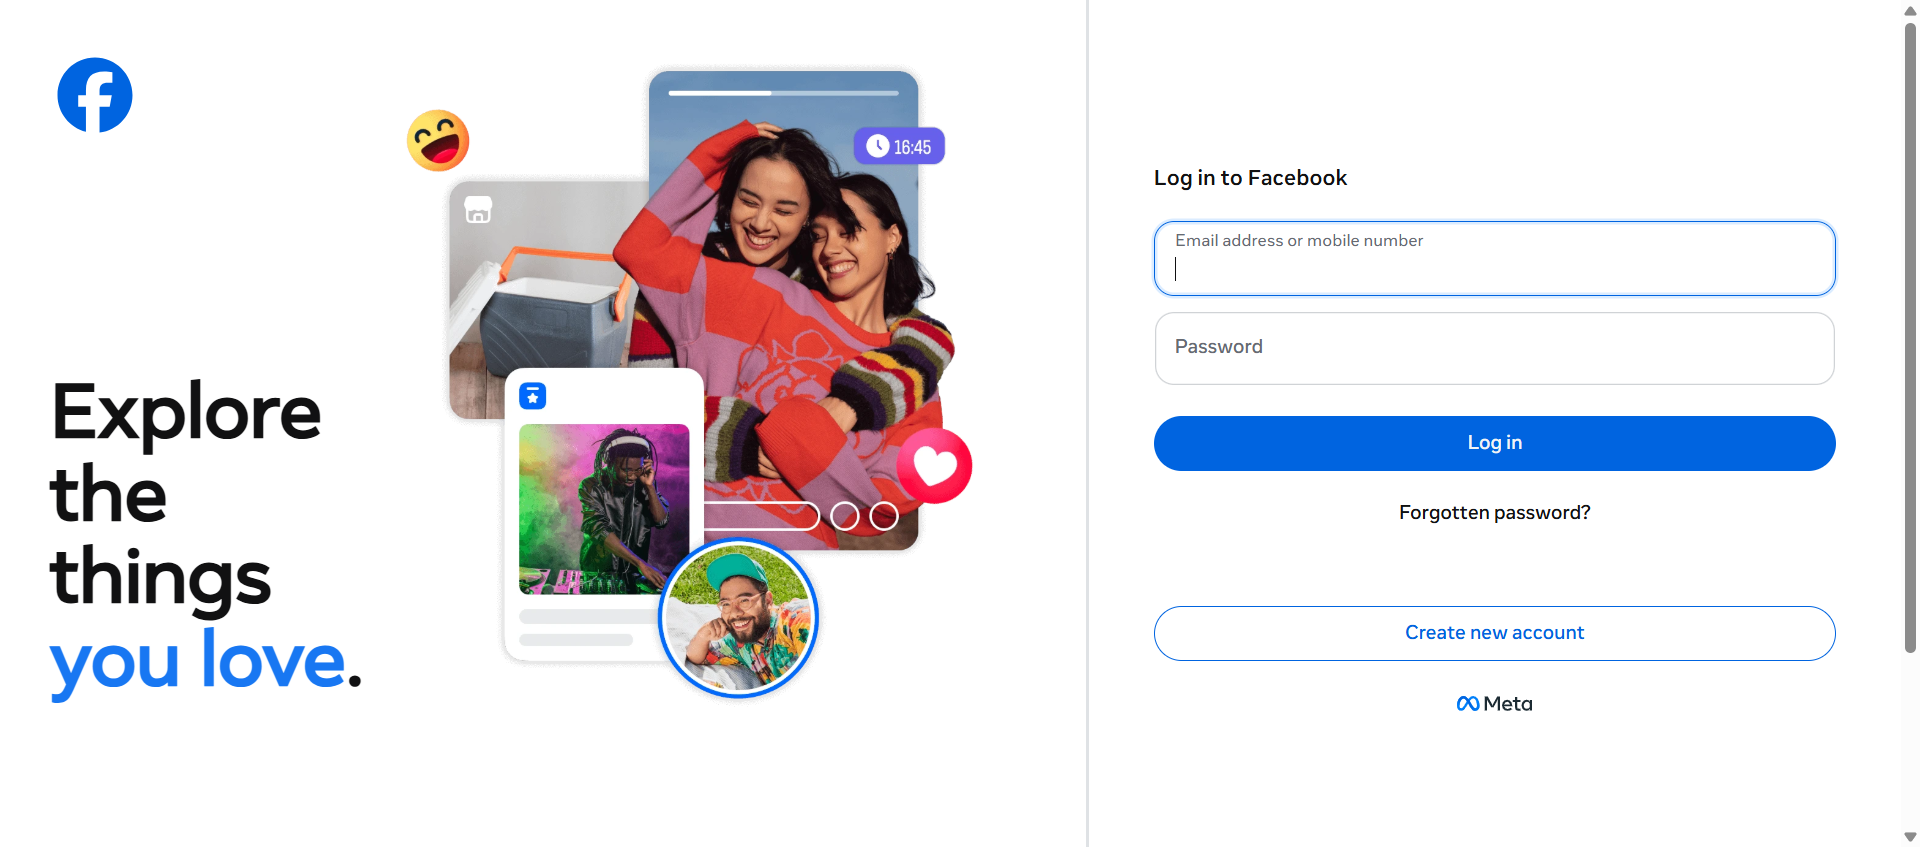 Explore
the
things
you love.
16:45
Log in to Facebook
Email address or mobile number
Password
Log in
Forgotten password?
Create new account
Meta